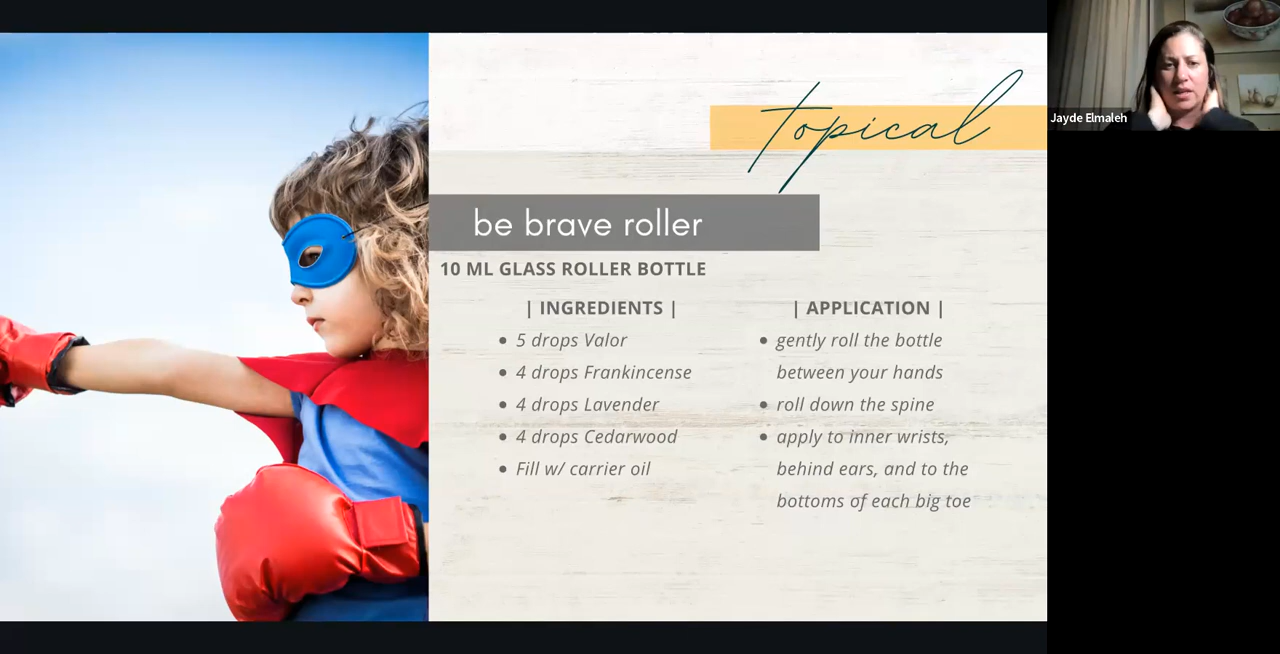 topical
be brave roller
10 ML GLASS ROLLER BOTTLE
| INGREDIENTS |
5 drops Valor
4 drops Frankincense
4 drops Lavender
4 drops Cedarwood
Fill w/ carrier oil
| APPLICATION |
gently roll the bottle
between your hands
roll down the spine
apply to inner wrists,
behind ears, and to the
bottoms of each big toe
Jayde Elmaleh